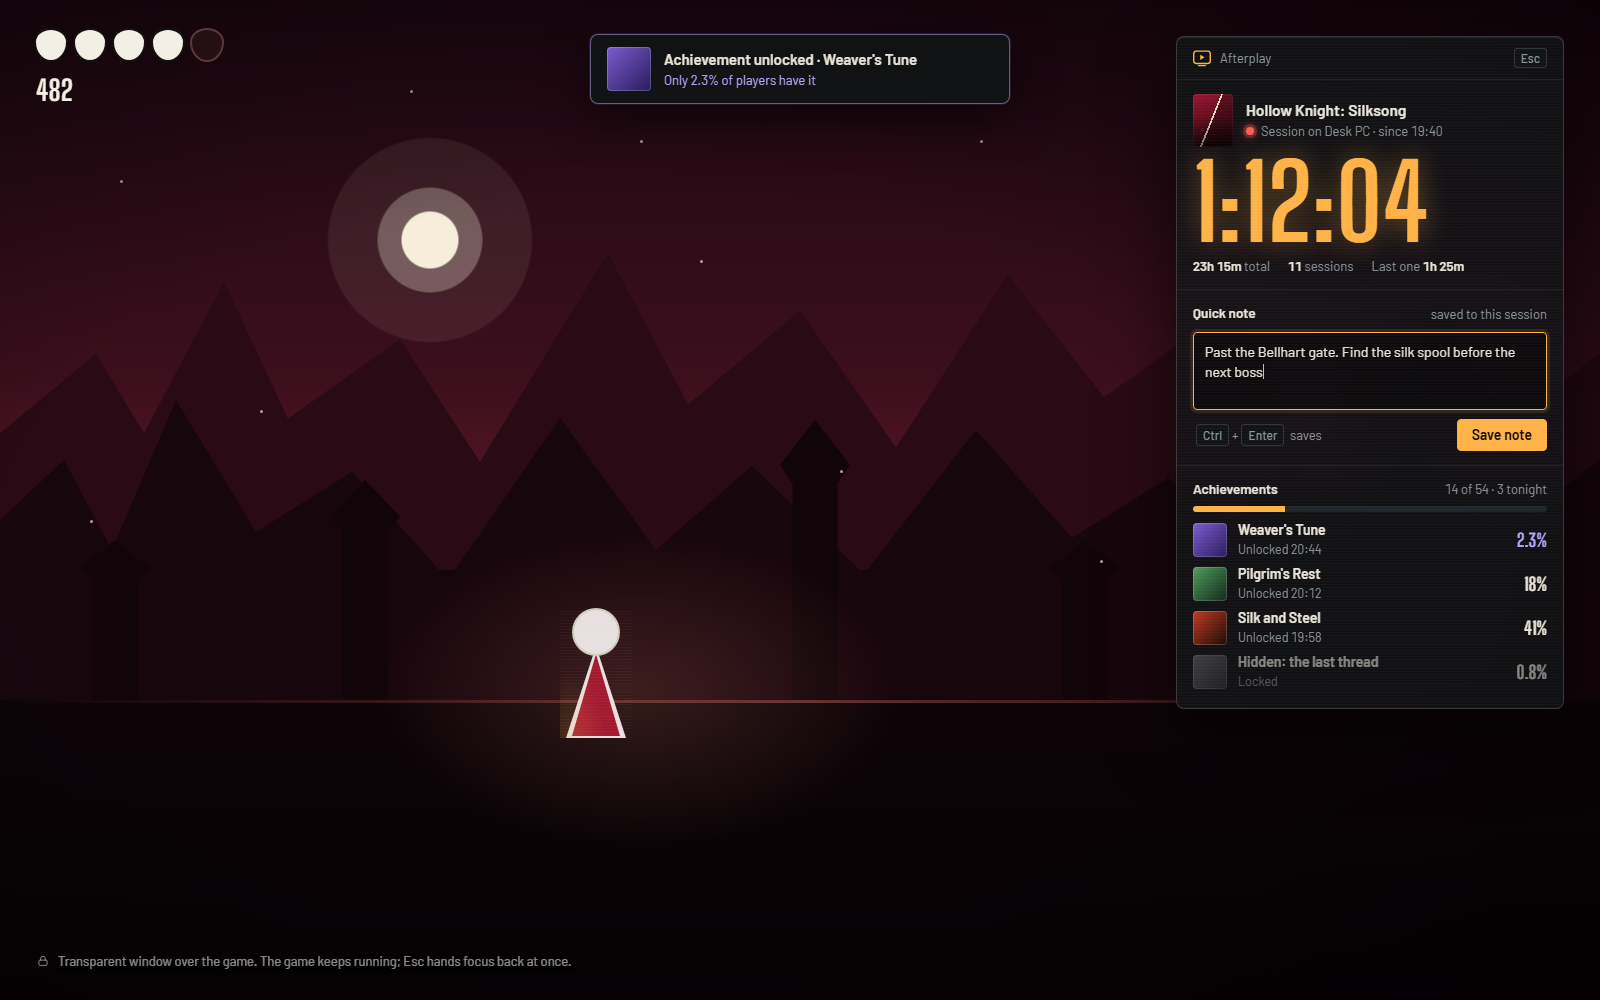 482
Achievement unlocked · Weaver's Tune
Only 2.3% of players have it
Afterplay
Esc
Hollow Knight: Silksong
Session on Desk PC · since 19:40
1:12:04
23h 15m total 11 sessions Last one 1h 25m
Quick note saved to this session
Past the Bellhart gate. Find the silk spool before the
next boss
Ctrl + Enter saves
Save note
Achievements 14 of 54 · 3 tonight
Weaver's Tune
Unlocked 20:44
2.3%
Pilgrim's Rest
Unlocked 20:12
18%
Silk and Steel
Unlocked 19:58
41%
Hidden: the last thread
Locked
0.8%
Transparent window over the game. The game keeps running; Esc hands focus back at once.